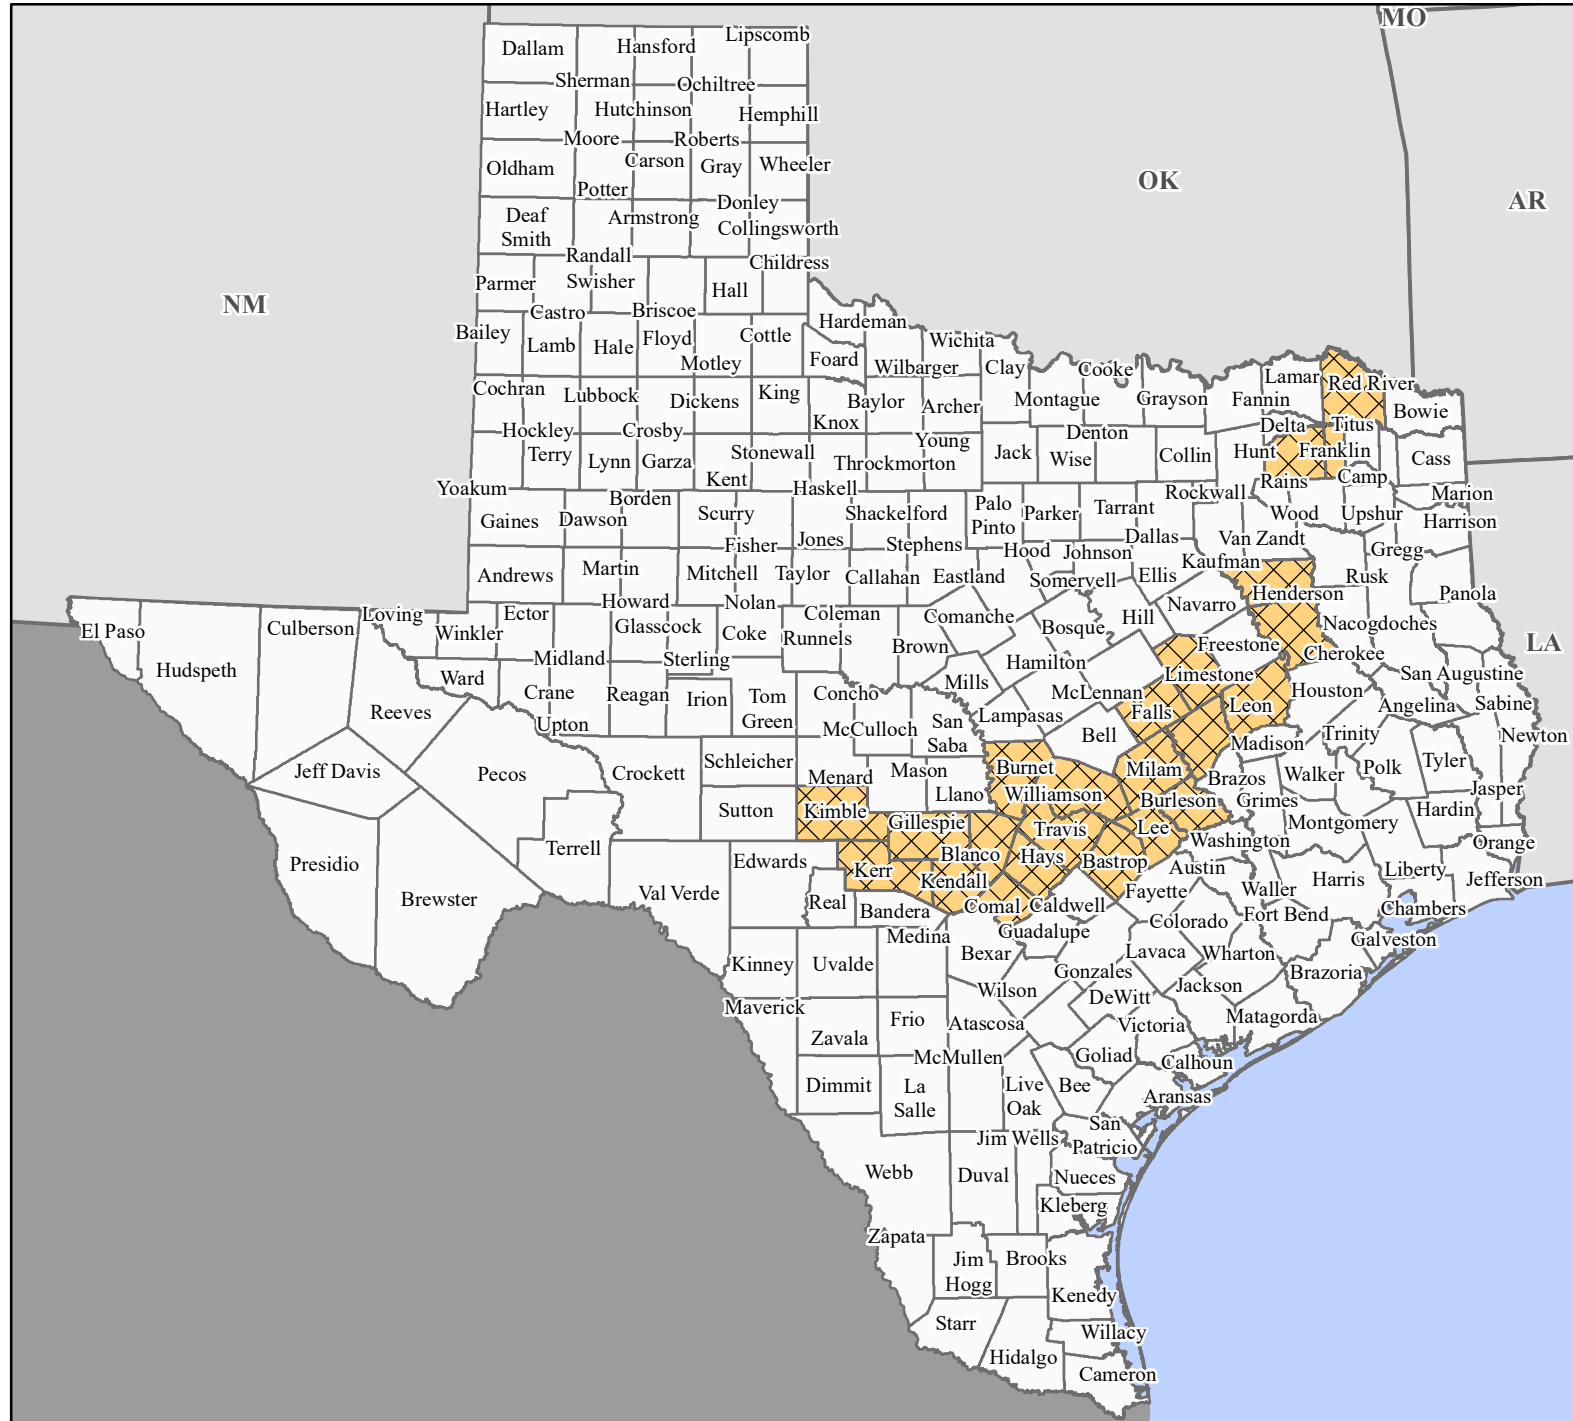 MO
Lipscomb
Dallam
Hansford
Sherman
Ochiltree
Hartley
Hutchinson
Hemphill
Moore
Roberts
Oldham
Carson
Gray
Wheeler
OK
Potter
Donley
AR
Deaf
Smith
Armstrong
Collingsworth
Randall
Childress
Parmer
Swisher
Hall
NM
Castro
Briscoe
Hardeman
Bailey
Lamb
Hale
Floyd
Cottle
Wichita
Motley
Foard
Wilbarger
Clay
Cooke
Lamar
Red River
Cochran
Lubbock
Dickens
King
Baylor
Archer
Montague
Grayson
Fannin
Bowie
Knox
Hockley
Crosby
Young
Denton
Delta
Titus
Terry
Lynn
Garza
Stonewall
Throckmorton
Jack
Wise
Collin
Hunt
Franklin
Cass
Kent
Yoakum
Borden
Haskell
Rockwall
Rains
Camp
Marion
Gaines
Dawson
Scurry
Shackelford
Palo
Pinto
Parker
Tarrant
Wood
Upshur
Harrison
Fisher
Jones
Stephens
Hood
Johnson
Dallas
Van Zandt
Gregg
Andrews
Martin
Mitchell
Taylor
Callahan
Eastland
Somervell
Ellis
Kaufman
Rusk
Panola
Howard
Nolan
Coleman
Comanche
Navarro
Henderson
Loving
Ector
Glasscock
Coke
Runnels
Bosque
Hill
Nacogdoches
El Paso
Culberson
Winkler
Brown
Freestone
Cherokee
LA
Hudspeth
Midland
Sterling
Hamilton
Limestone
San Augustine
Ward
Crane
Reagan
Irion
Tom
Green
Concho
Mills
McLennan
Houston
Sabine
Reeves
Upton
McCulloch
San
Saba
Lampasas
Falls
Leon
Angelina
Newton
Bell
Madison
Trinity
Jeff Davis
Pecos
Crockett
Schleicher
Menard
Mason
Burnet
Milam
Brazos
Walker
Polk
Tyler
Jasper
Sutton
Kimble
Llano
Williamson
Burleson
Grimes
Hardin
Gillespie
Travis
Lee
Washington
Montgomery
Orange
Presidio
Terrell
Edwards
Blanco
Hays
Bastrop
Austin
Brewster
Val Verde
Kerr
Kendall
Fayette
Waller
Harris
Liberty
Jefferson
Real
Bandera
Comal
Caldwell
Colorado
Fort Bend
Chambers
Medina
Guadalupe
Galveston
Kinney
Uvalde
Bexar
Gonzales
Lavaca
Wharton
Brazoria
Wilson
DeWitt
Jackson
Maverick
Zavala
Frio
Atascosa
Victoria
Matagorda
McMullen
Goliad
Calhoun
Dimmit
La
Salle
Live
Oak
Bee
Aransas
San
Patricio
Jim Wells
Webb
Duval
Nueces
Kleberg
Zapata
Jim
Hogg
Brooks
Kenedy
Starr
Willacy
Hidalgo
Cameron